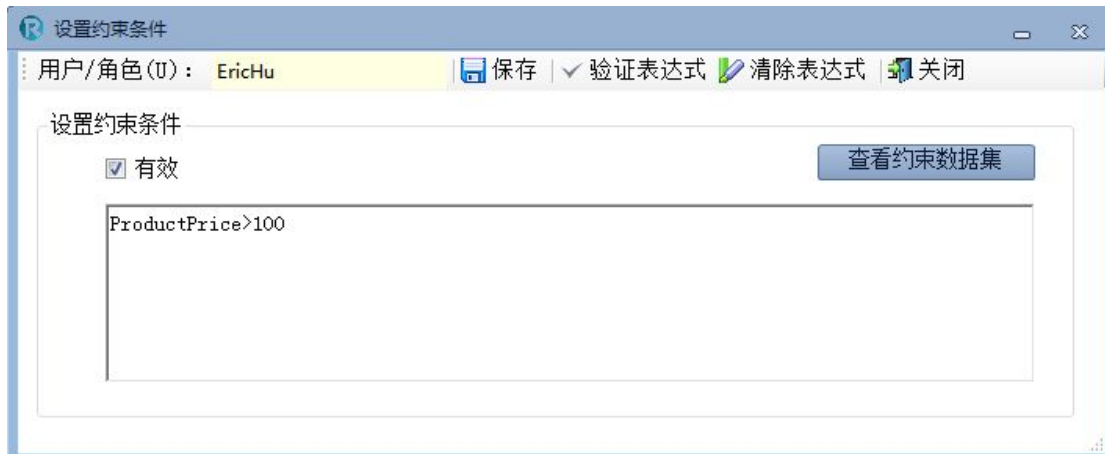 设置约束条件
用户/角色(U): EricHu 保存 验证表达式 清除表达式 关闭
设置约束条件
有效 查看约束数据集
ProductPrice>100